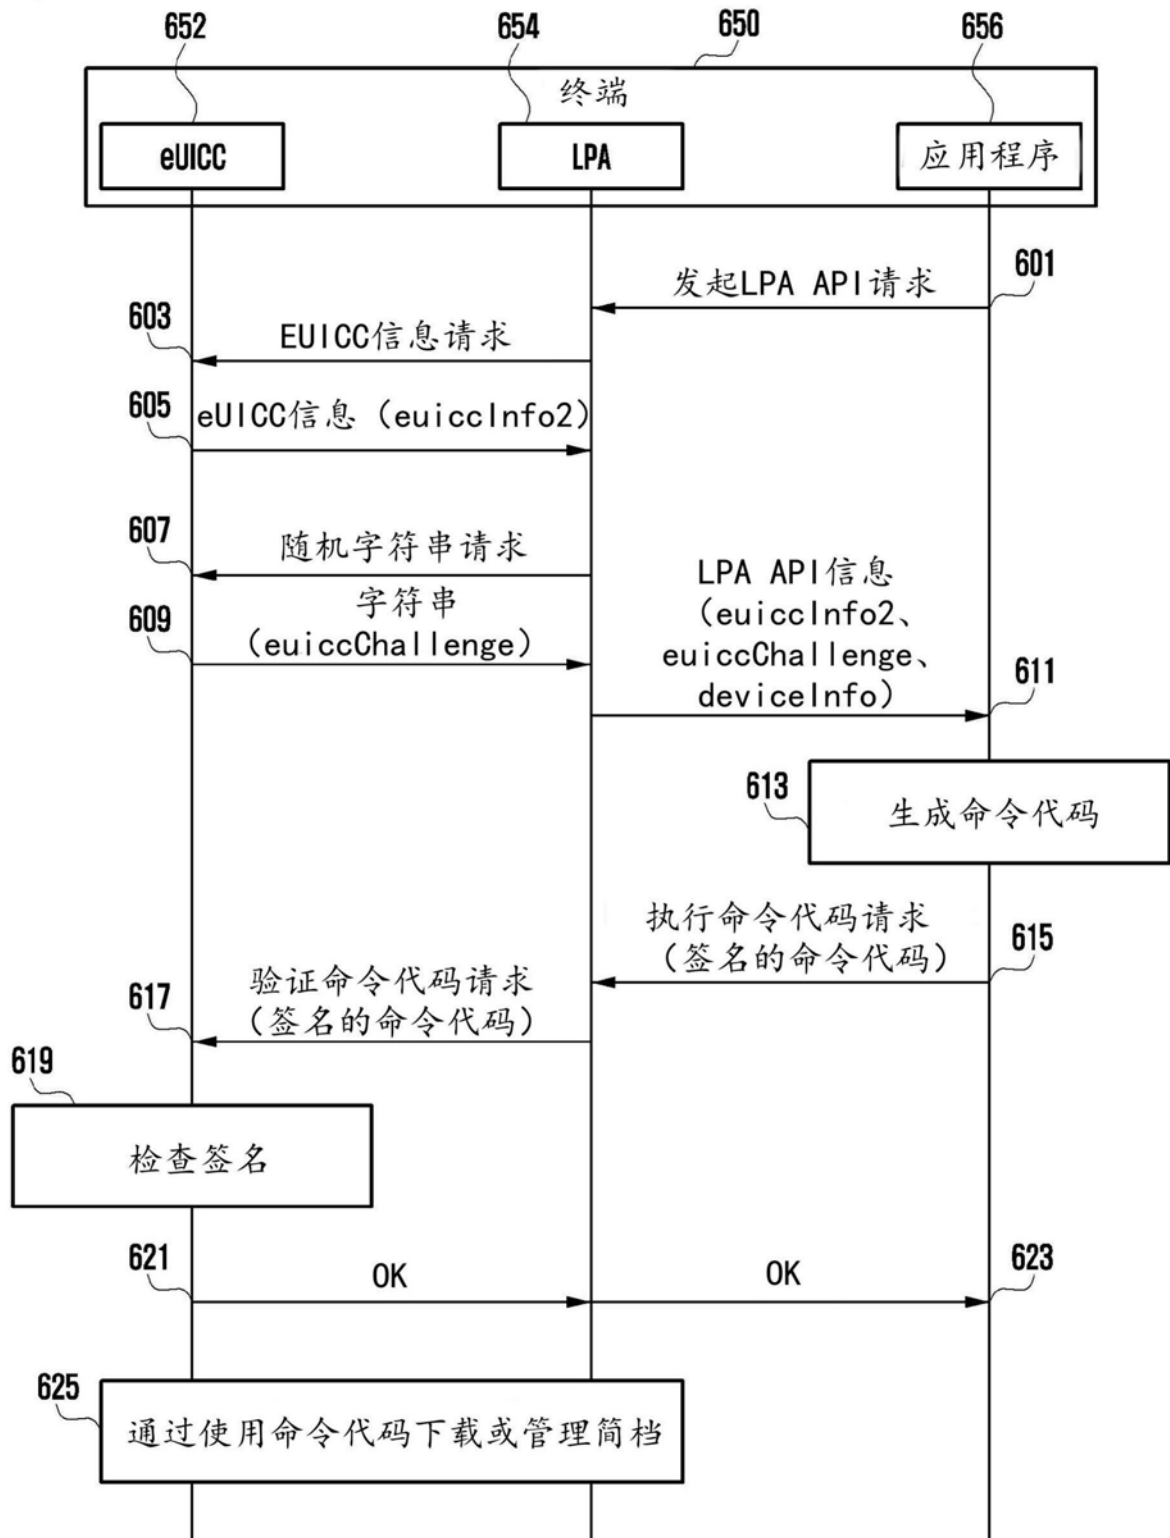 652
654
650
656
终端
eUICC
LPA
应用程序
发起LPA API请求
601
603
EUICC信息请求
605
eUICC信息（euiccInfo2）
607
随机字符串请求
609
字符串
（euiccChallenge）
LPA API信息
（euiccInfo2、
euiccChallenge、
deviceInfo）
611
613
生成命令代码
执行命令代码请求
（签名的命令代码）
615
617
验证命令代码请求
（签名的命令代码）
619
检查签名
621
OK
OK
623
625
通过使用命令代码下载或管理简档